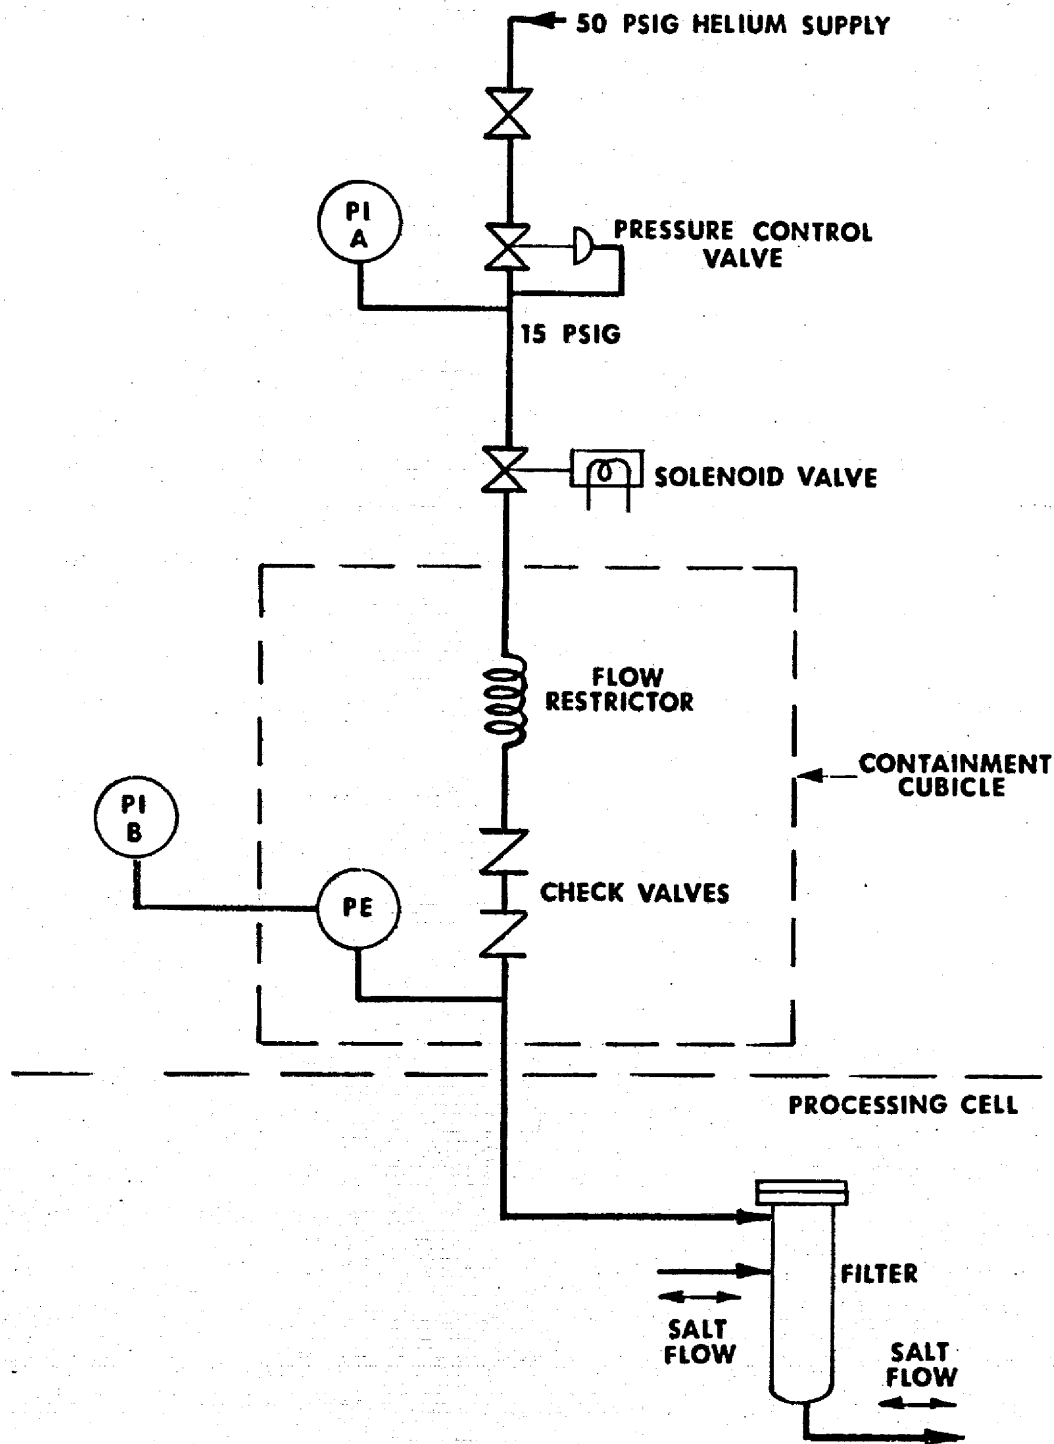 50 PSIG HELIUM SUPPLY
PI
A
PRESSURE CONTROL
VALVE
15 PSIG
SOLENOID VALVE
FLOW
RESTRICTOR
CONTAINMENT
CUBICLE
PI
B
CHECK VALVES
PE
PROCESSING CELL
FILTER
SALT
FLOW
SALT
FLOW